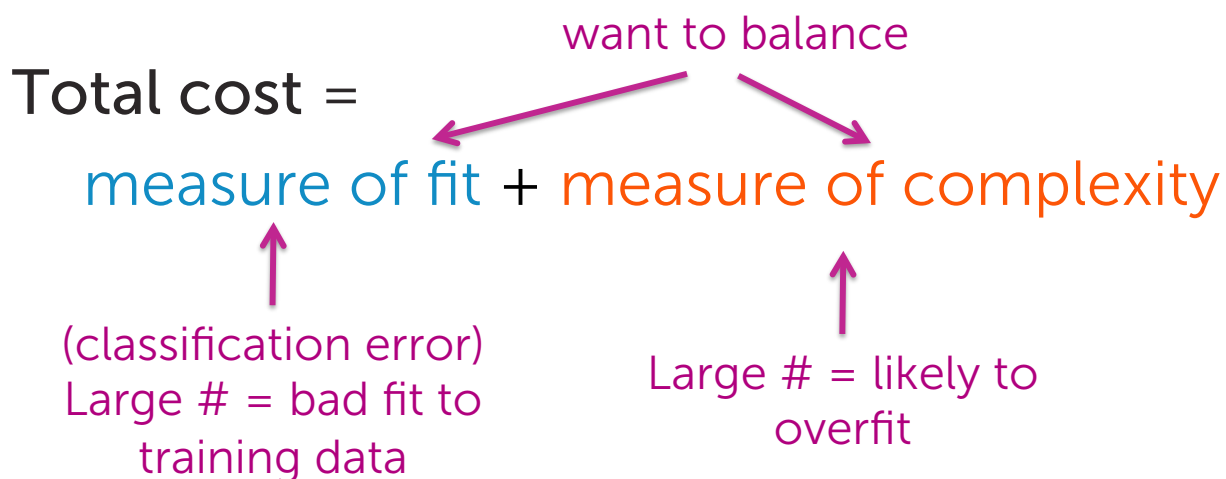 want to balance
Total cost =
measure of fit + measure of complexity
(classification error)
Large # = bad fit to
training data
Large # = likely to
overfit